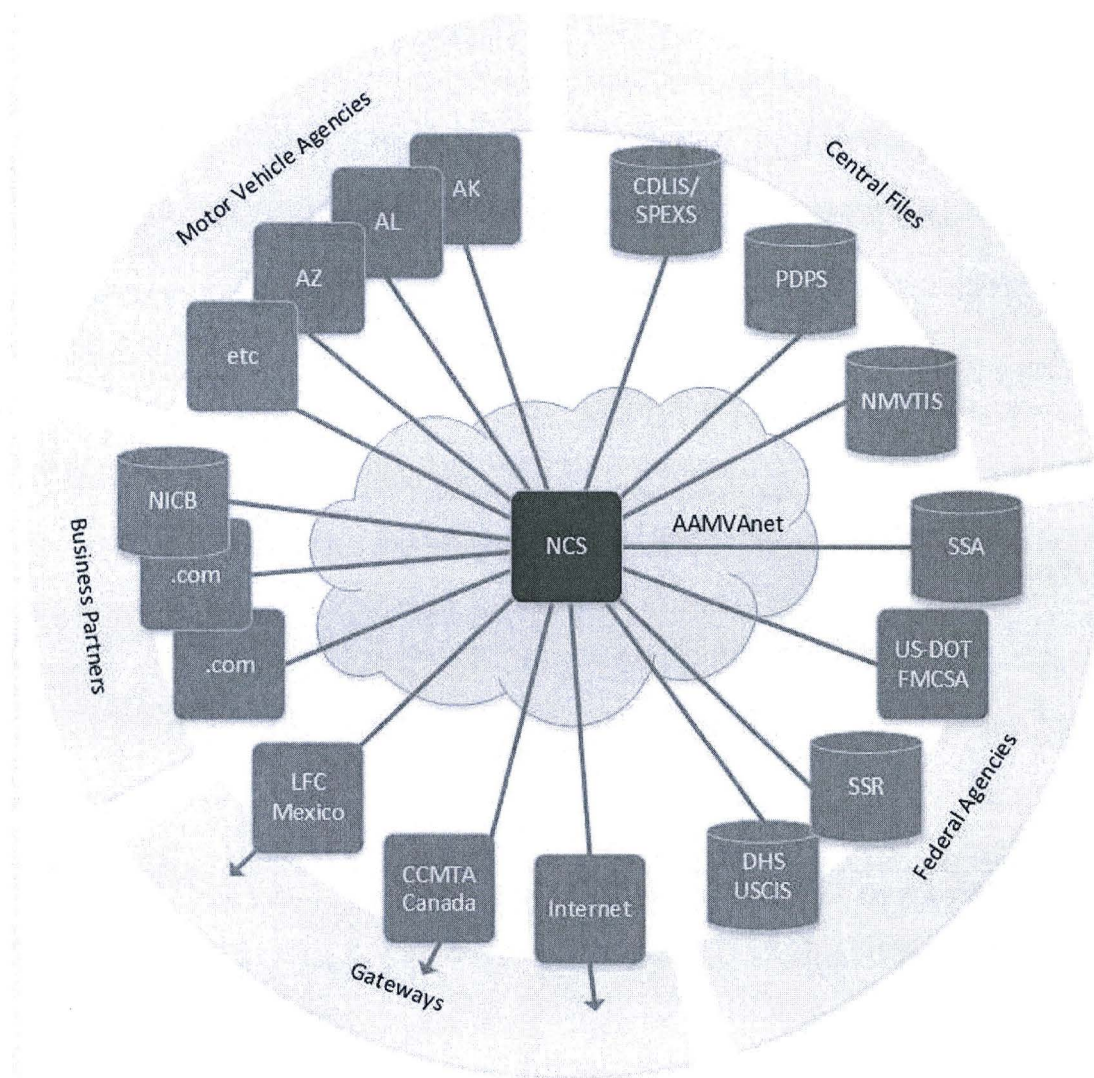 Motor Vehicle Agencies
AK
AL
AZ
etc
Central Files
CDLIS/
SPEXS
PDPS
NMVTIS
Business Partners
NICB
.com
.com
NCS
AAMVAnet
SSA
US-DOT
FMCSA
SSR
DHS
USCIS
Federal Agencies
LFC
Mexico
CCMTA
Canada
Internet
Gateways